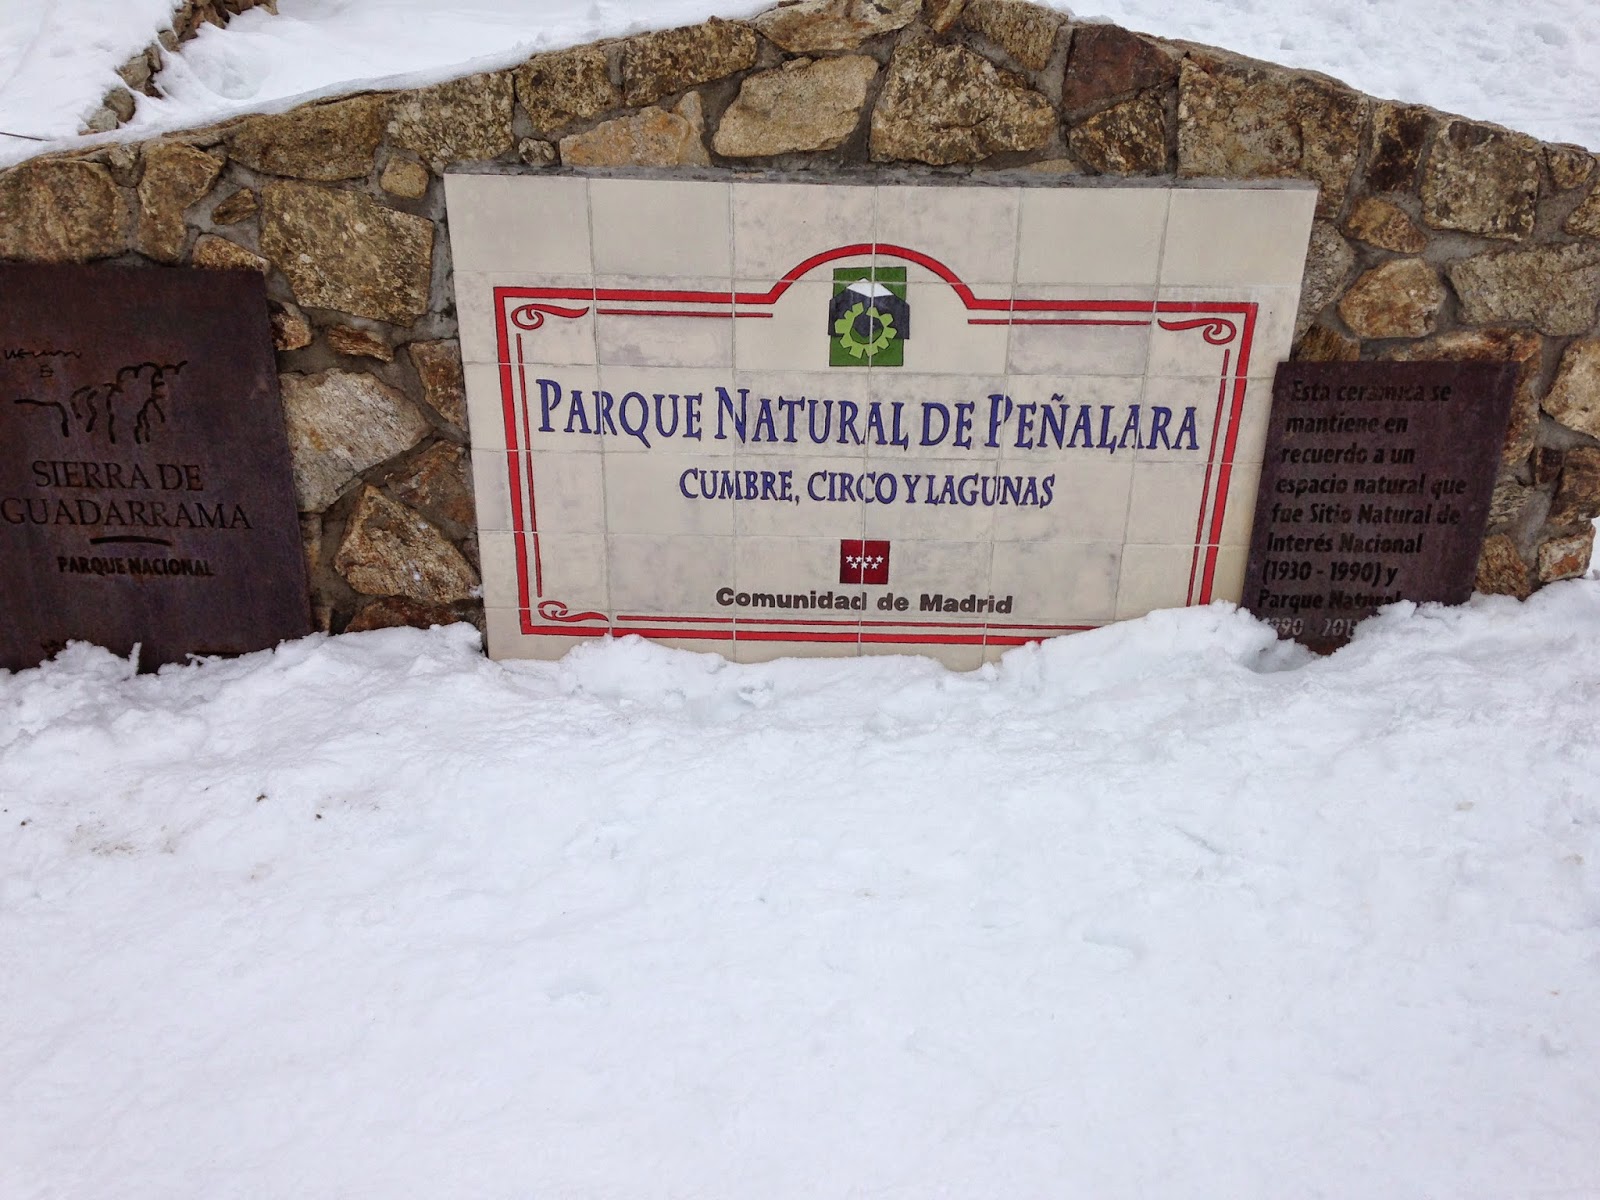 SIERRA DE
GUADARRAMA
PARQUE NACIONAL
PARQUE NATURAL DE PEÑALARA
CUMBRE, CIRCO Y LAGUNAS
Comunidad de Madrid
Esta cerámica se
mantiene en
recuerdo a un
espacio natural que
fue Sitio Natural de
Interés Nacional
(1930 - 1990) y
Parque Natural